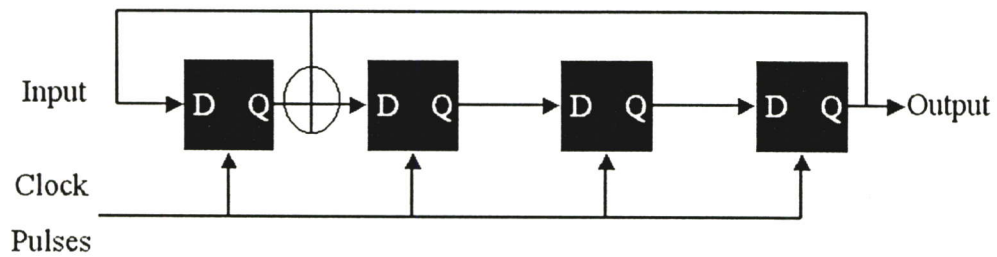 Input
D Q
D Q
D Q
D Q
Output
Clock
Pulses